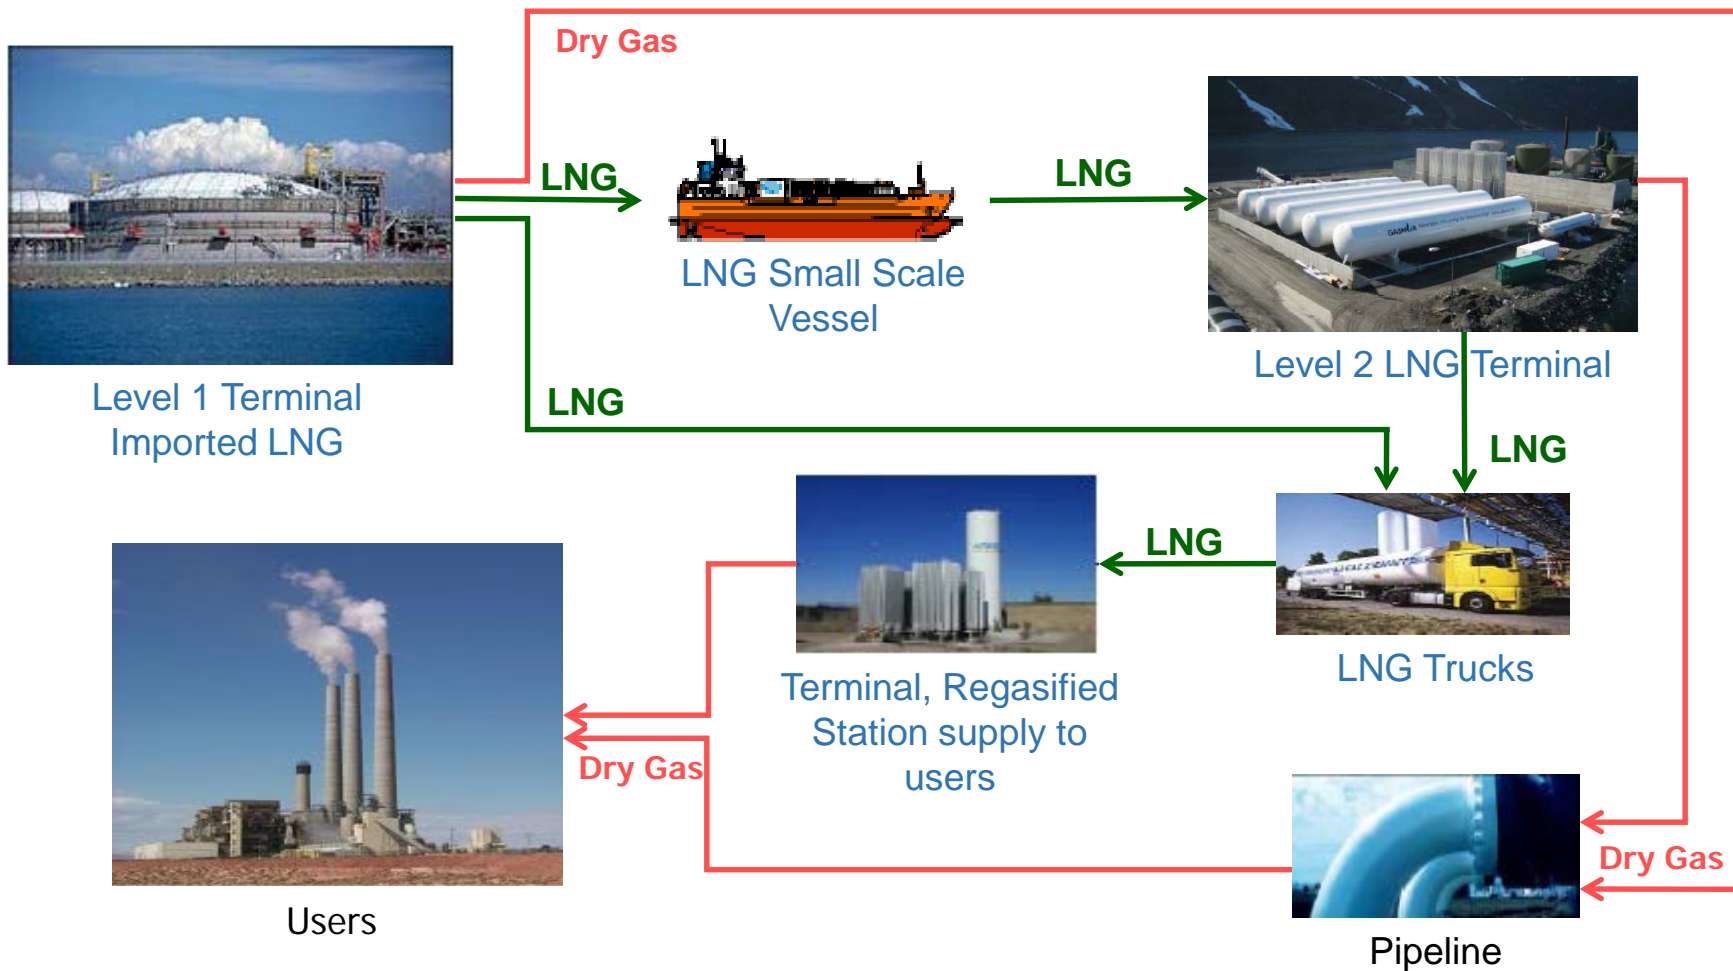 Dry Gas
LNG
LNG
LNG Small Scale
Vessel
Level 2 LNG Terminal
Level 1 Terminal
Imported LNG
LNG
LNG
LNG
LNG Trucks
Terminal, Regasified
Station supply to
users
Dry Gas
Dry Gas
Users
Pipeline